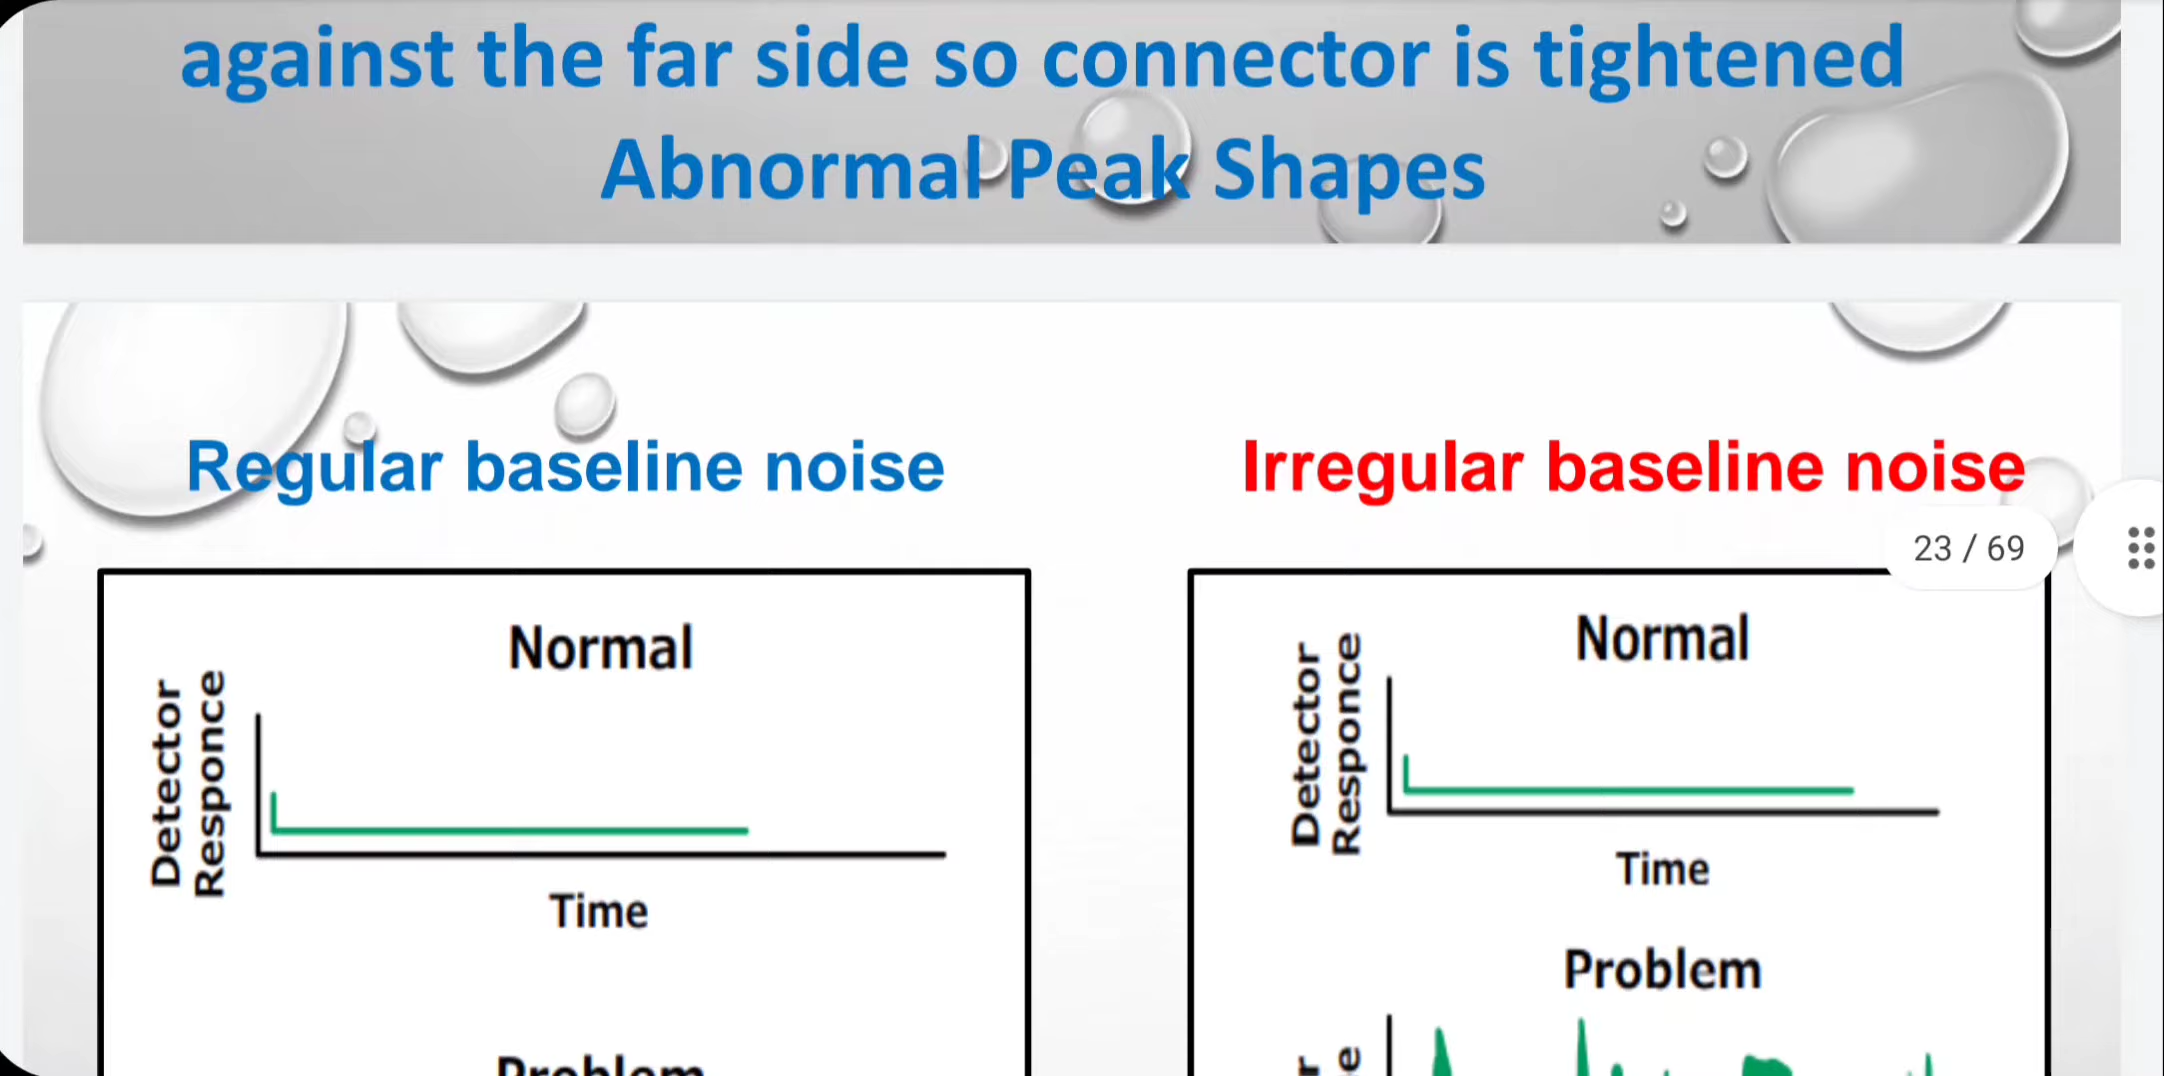 against the far side so connector is tightened
Abnormal Peak Shapes
Regular baseline noise
Irregular baseline noise
23 / 69
Normal
Detector
Responce
Time
Problem
Normal
Detector
Responce
Time
Problem